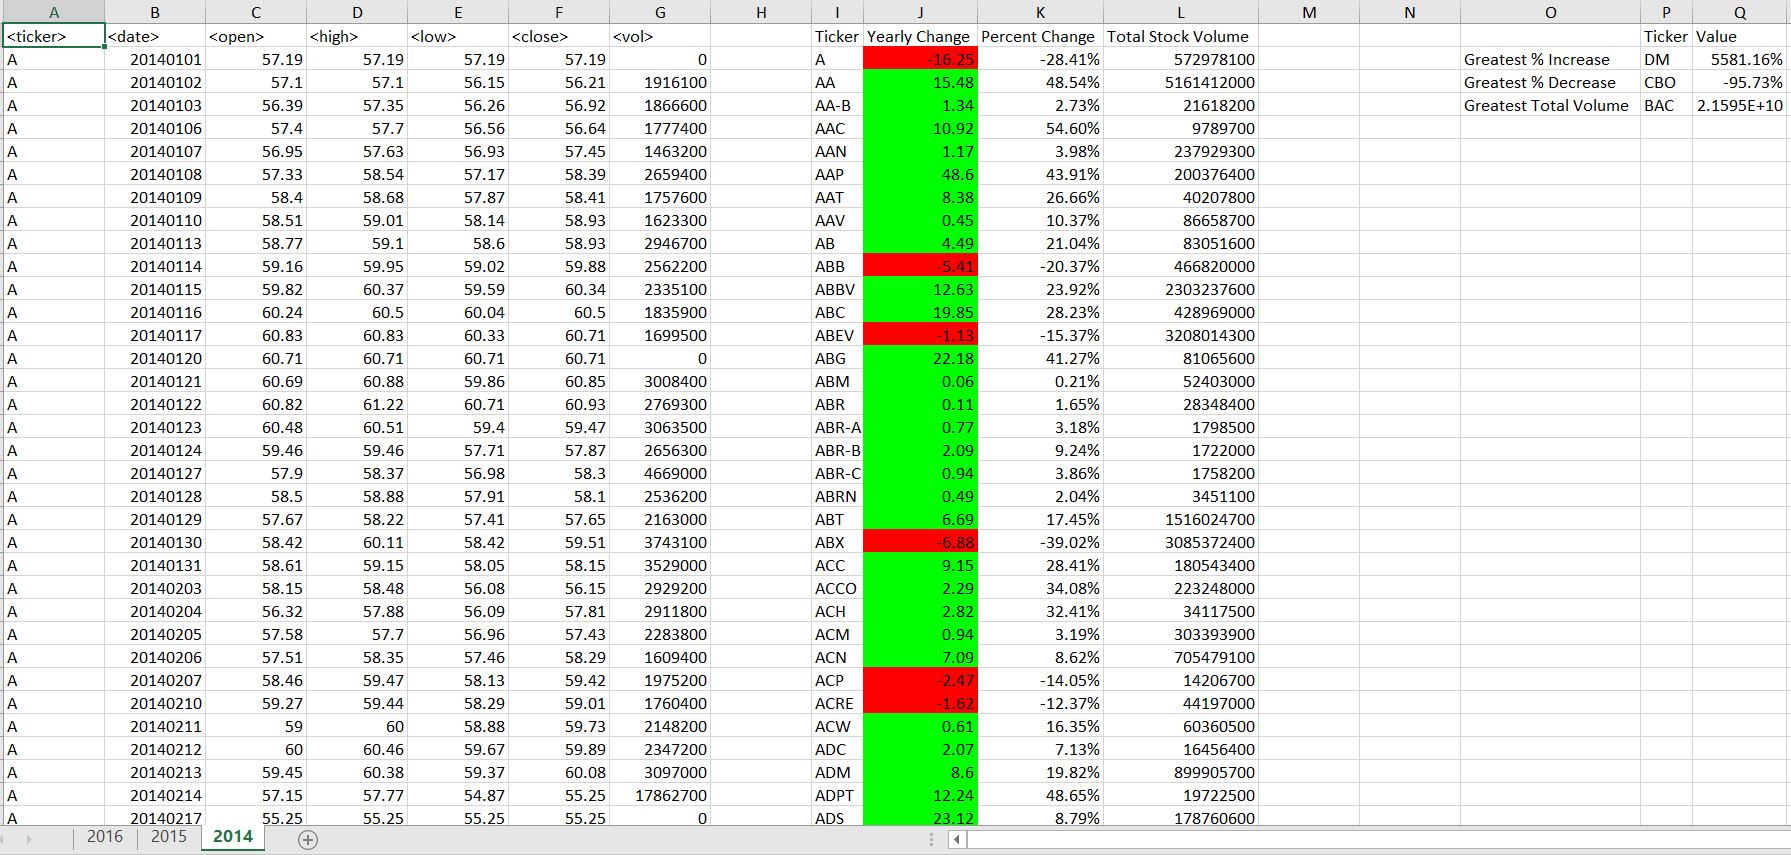 A B C D E F G H I J K L M N O P Q
<ticker> <date> <open> <high> <low> <close> <vol> Ticker Yearly Change Percent Change Total Stock Volume Ticker Value
A 20140101 57.19 57.19 57.19 57.19 0 A -16.25 -28.41% 572978100 Greatest % Increase DM 5581.16%
A 20140102 57.1 57.1 56.15 56.21 1916100 AA 15.48 48.54% 5161412000 Greatest % Decrease CBO -95.73%
A 20140103 56.39 57.35 56.26 56.92 1866600 AA-B 1.34 2.73% 21618200 Greatest Total Volume BAC 2.1595E+10
A 20140106 57.4 57.7 56.56 56.64 1777400 AAC 10.92 54.60% 9789700
A 20140107 56.95 57.63 56.93 57.45 1463200 AAN 1.17 3.98% 237929300
A 20140108 57.33 58.54 57.17 58.39 2659400 AAP 48.6 43.91% 200376400
A 20140109 58.4 58.68 57.87 58.41 1757600 AAT 8.38 26.66% 40207800
A 20140110 58.51 59.01 58.14 58.93 1623300 AAV 0.45 10.37% 86658700
A 20140113 58.77 59.1 58.6 58.93 2946700 AB 4.49 21.04% 83051600
A 20140114 59.16 59.95 59.02 59.88 2562200 ABB -5.41 -20.37% 466820000
A 20140115 59.82 60.37 59.59 60.34 2335100 ABBV 12.63 23.92% 2303237600
A 20140116 60.24 60.5 60.04 60.5 1835900 ABC 19.85 28.23% 428969000
A 20140117 60.83 60.83 60.33 60.71 1699500 ABEV -1.13 -15.37% 3208014300
A 20140120 60.71 60.71 60.71 60.71 0 ABG 22.18 41.27% 81065600
A 20140121 60.69 60.88 59.86 60.85 3008400 ABM 0.06 0.21% 52403000
A 20140122 60.82 61.22 60.71 60.93 2769300 ABR 0.11 1.65% 28348400
A 20140123 60.48 60.51 59.4 59.47 3063500 ABR-A 0.77 3.18% 1798500
A 20140124 59.46 59.46 57.71 57.87 2656300 ABR-B 2.09 9.24% 1722000
A 20140127 57.9 58.37 56.98 58.3 4669000 ABR-C 0.94 3.86% 1758200
A 20140128 58.5 58.88 57.91 58.1 2536200 ABRN 0.49 2.04% 3451100
A 20140129 57.67 58.22 57.41 57.65 2163000 ABT 6.69 17.45% 1516024700
A 20140130 58.42 60.11 58.42 59.51 3743100 ABX -6.88 -39.02% 3085372400
A 20140131 58.61 59.15 58.05 58.15 3529000 ACC 9.15 28.41% 180543400
A 20140203 58.15 58.48 56.08 56.15 2929200 ACCO 2.29 34.08% 223248000
A 20140204 56.32 57.88 56.09 57.81 2911800 ACH 2.82 32.41% 34117500
A 20140205 57.58 57.7 56.96 57.43 2283800 ACM 0.94 3.19% 303393900
A 20140206 57.51 58.35 57.46 58.29 1609400 ACN 7.09 8.62% 705479100
A 20140207 58.46 59.47 58.13 59.42 1975200 ACP -2.47 -14.05% 14206700
A 20140210 59.27 59.44 58.29 59.01 1760400 ACRE -1.62 -12.37% 44197000
A 20140211 59 60 58.88 59.73 2148200 ACW 0.61 16.35% 60360500
A 20140212 60 60.46 59.67 59.89 2347200 ADC 2.07 7.13% 16456400
A 20140213 59.45 60.38 59.37 60.08 3097000 ADM 8.6 19.82% 899905700
A 20140214 57.15 57.77 54.87 55.25 17862700 ADPT 12.24 48.65% 19722500
A 20140217 55.25 55.25 55.25 55.25 0 ADS 23.12 8.79% 178760600
2016 2015 2014